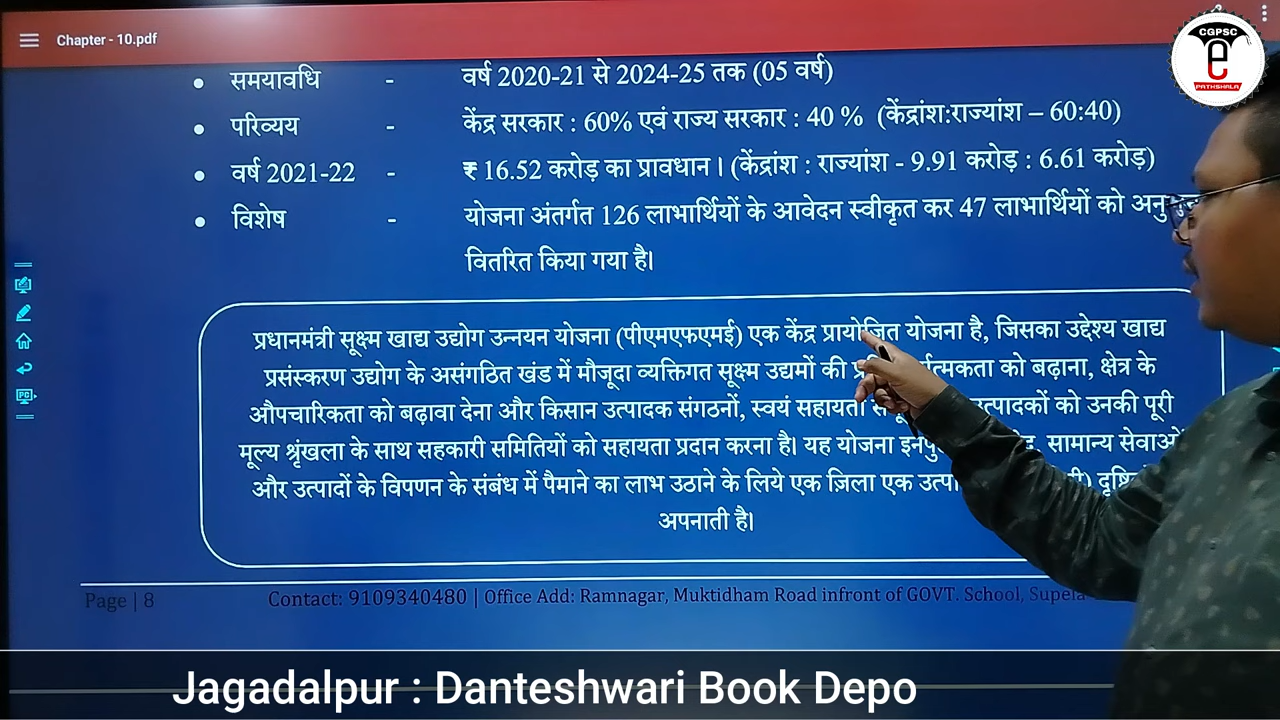 CGPSC
PATHSHALA
Chapter - 10.pdf
• समयावधि - वर्ष 2020-21 से 2024-25 तक (05 वर्ष)
• परिव्यय - केंद्र सरकार : 60% एवं राज्य सरकार : 40 % (केंद्रांश:राज्यांश – 60:40)
• वर्ष 2021-22 - ₹ 16.52 करोड़ का प्रावधान । (केंद्रांश : राज्यांश - 9.91 करोड़ : 6.61 करोड़)
• विशेष - योजना अंतर्गत 126 लाभार्थियों के आवेदन स्वीकृत कर 47 लाभार्थियों को
वितरित किया गया है।
प्रधानमंत्री सूक्ष्म खाद्य उद्योग उन्नयन योजना (पीएमएफएमई) एक केंद्र प्रायोजित योजना है, जिसका उद्देश्य खाद्य
प्रसंस्करण उद्योग के असंगठित खंड में मौजूदा व्यक्तिगत सूक्ष्म उद्यमों की को बढ़ाना, क्षेत्र के
औपचारिकता को बढ़ावा देना और किसान उत्पादक संगठनों, स्वयं सहायता उत्पादकों को उनकी पूरी
मूल्य श्रृंखला के साथ सहकारी समितियों को सहायता प्रदान करना है। यह योजना सामान्य सेवाओं
और उत्पादों के विपणन के संबंध में पैमाने का लाभ उठाने के लिये एक ज़िला एक
अपनाती है।
Page | 8 Contact: 9109340480 | Office Add: Ramnagar, Muktidham Road infront of GOVT. School, Supela
Jagadalpur : Danteshwari Book Depo